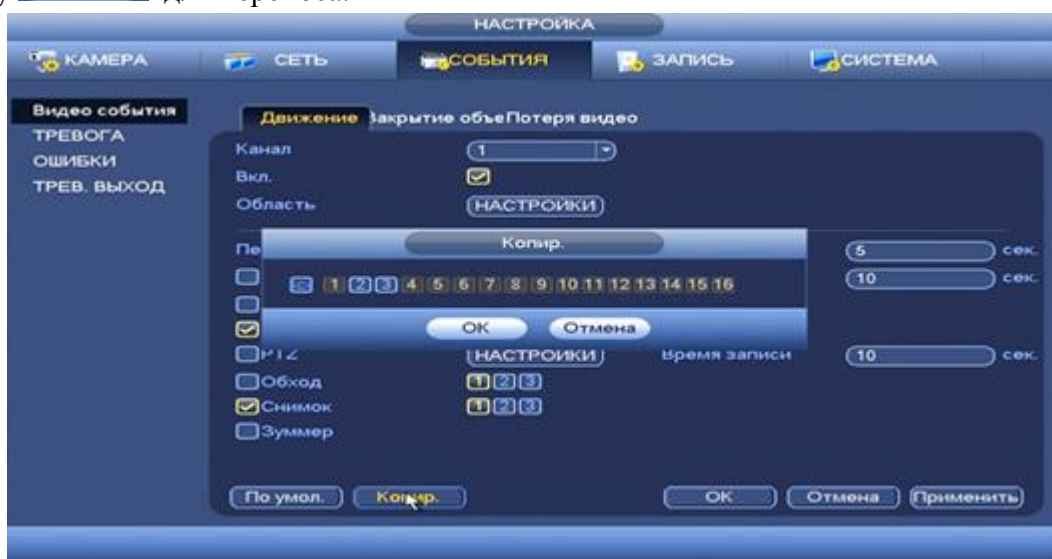 НАСТРОЙКА
КАМЕРА СЕТЬ СОБЫТИЯ ЗАПИСЬ СИСТЕМА
Видео события
ТРЕВОГА
ОШИБКИ
ТРЕВ. ВЫХОД
Движение Закрытие объе Потеря видео
Канал 1
Вкл.
Область НАСТРОЙКИ
Копир.
5 сек.
1 2 3 4 5 6 7 8 9 10 11 12 13 14 15 16
10 сек.
ОК Отмена
PTZ НАСТРОЙКИ Время записи 10 сек.
Обход 1 2 3
Снимок 1 2 3
Зуммер
По умол. Копир. ОК Отмена Применить